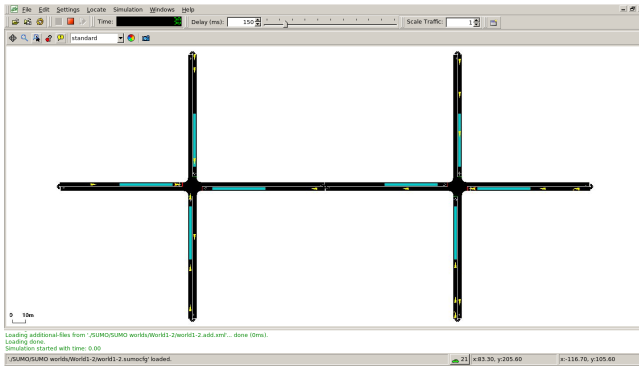 File Edit Settings Locate Simulation Windows Help
Time: Delay (ms): 150 Scale Traffic: 1
standard
0 10m
Loading additional-files from './SUMO/SUMO worlds/World1-2/world1-2.add.xml'... done (0ms).
Loading done.
Simulation started with time: 0.00
'./SUMO/SUMO worlds/World1-2/world1-2.sumocfg' loaded. 21 x:83.30, y:205.60 x:-116.70, y:105.60